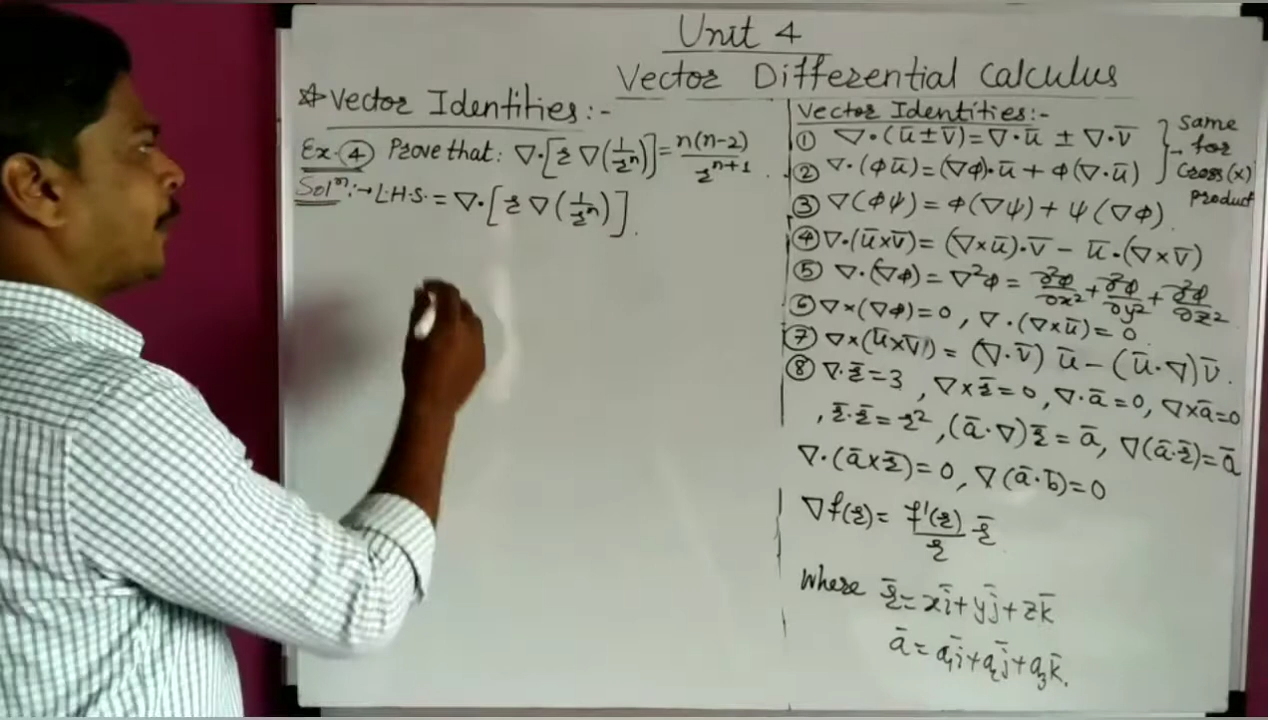 Unit 4
Vector Differential Calculus
☆ Vector Identities:-
Ex. ④ Prove that: ∇·[r ∇(1/rⁿ)] = n(n-2)/rⁿ⁺¹.
Solⁿ:→ L.H.S. = ∇·[r ∇(1/rⁿ)].
Vector Identities:-
① ∇·(ū ± v̄) = ∇·ū ± ∇·v̄
② ∇·(φū) = (∇φ)·ū + φ(∇·ū)
} → same for Cross(x) product
③ ∇(φψ) = φ(∇ψ) + ψ(∇φ).
④ ∇·(ū×v̄) = (∇×ū)·v̄ - ū·(∇×v̄)
⑤ ∇·(∇φ) = ∇²φ = ∂²φ/∂x² + ∂²φ/∂y² + ∂²φ/∂z²
⑥ ∇×(∇φ) = 0, ∇·(∇×ū) = 0.
⑦ ∇×(ū×v̄) = (∇·v̄) ū - (ū·∇) v̄.
⑧ ∇·r̄ = 3, ∇×r̄ = 0, ∇·ā = 0, ∇×ā = 0
, r̄·r̄ = r², (ā·∇) r̄ = ā, ∇(ā·r̄) = ā
∇·(ā×r̄) = 0, ∇(ā·b̄) = 0
∇f(r) = f'(r)/r r̄
Where r̄ = xī + yj̄ + zk̄
ā = a₁ī + a₂j̄ + a₃k̄.